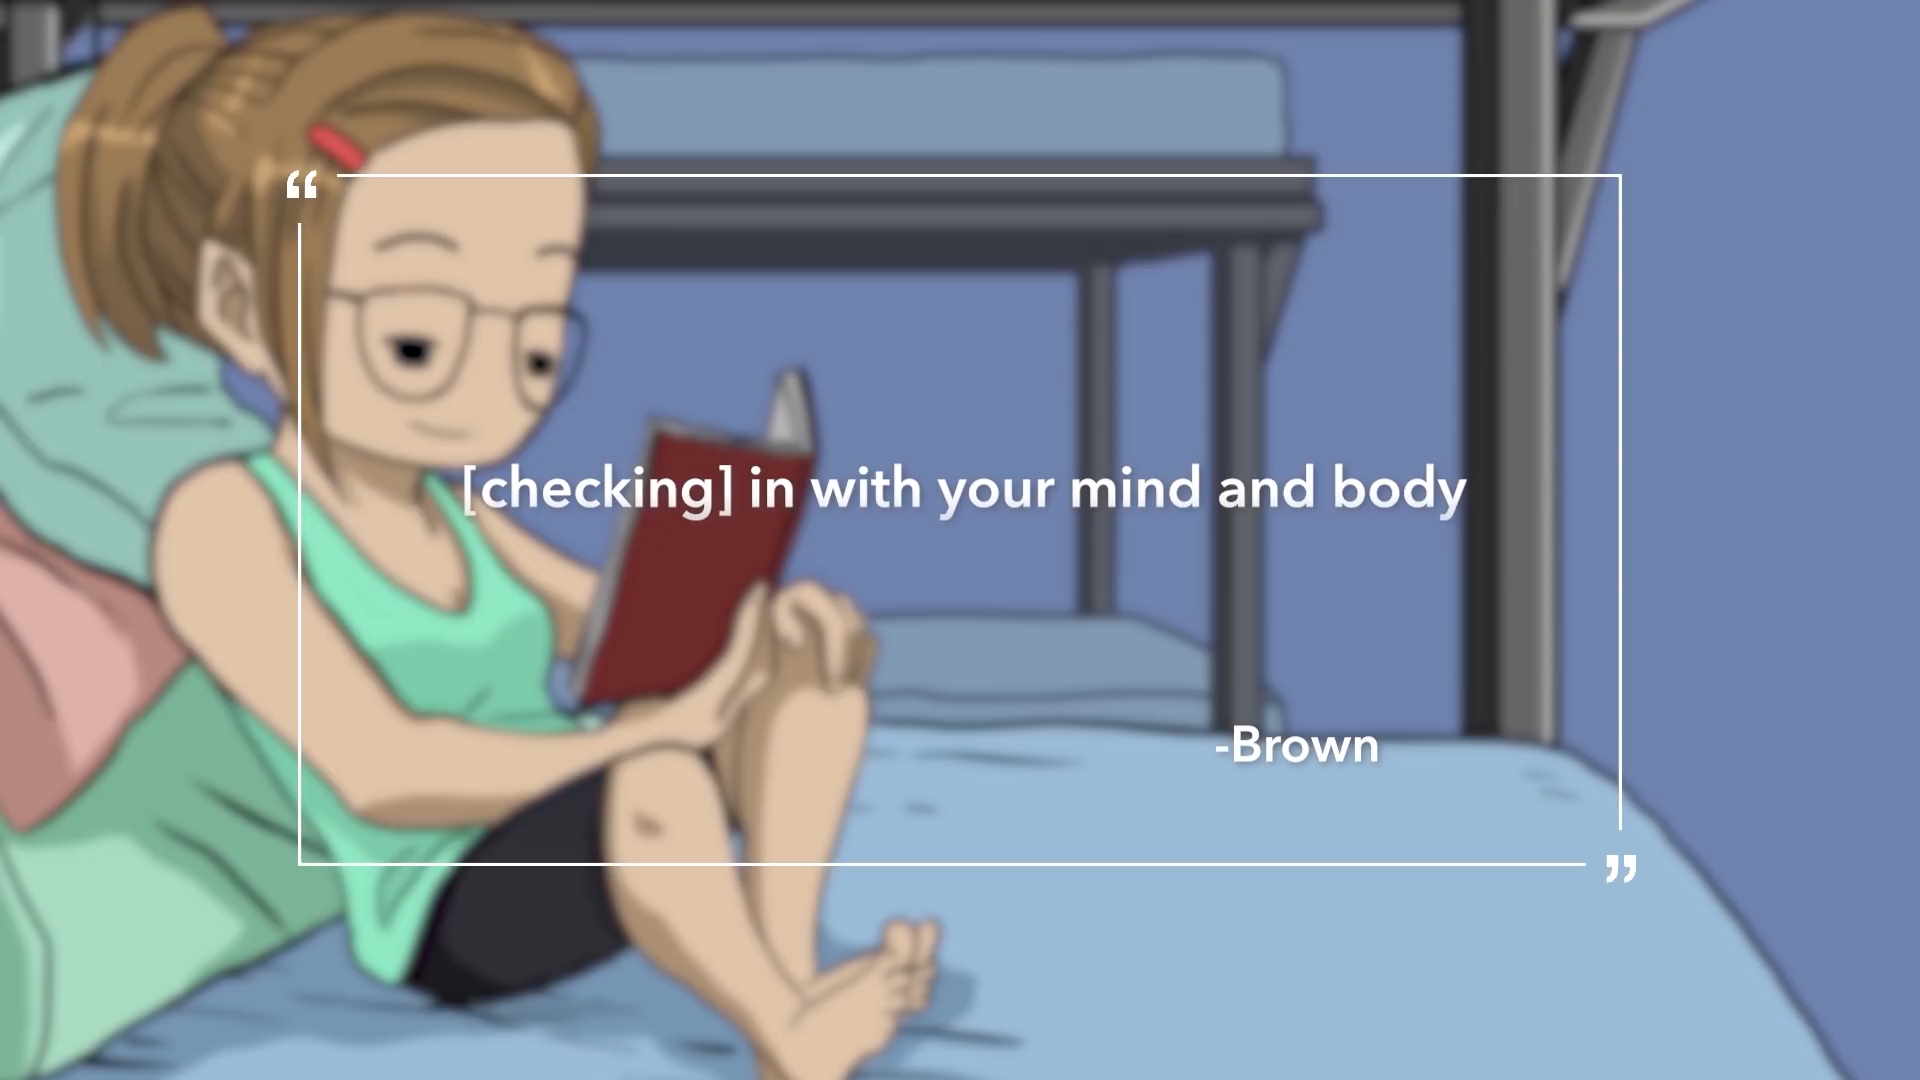 “
[checking] in with your mind and body
-Brown
”